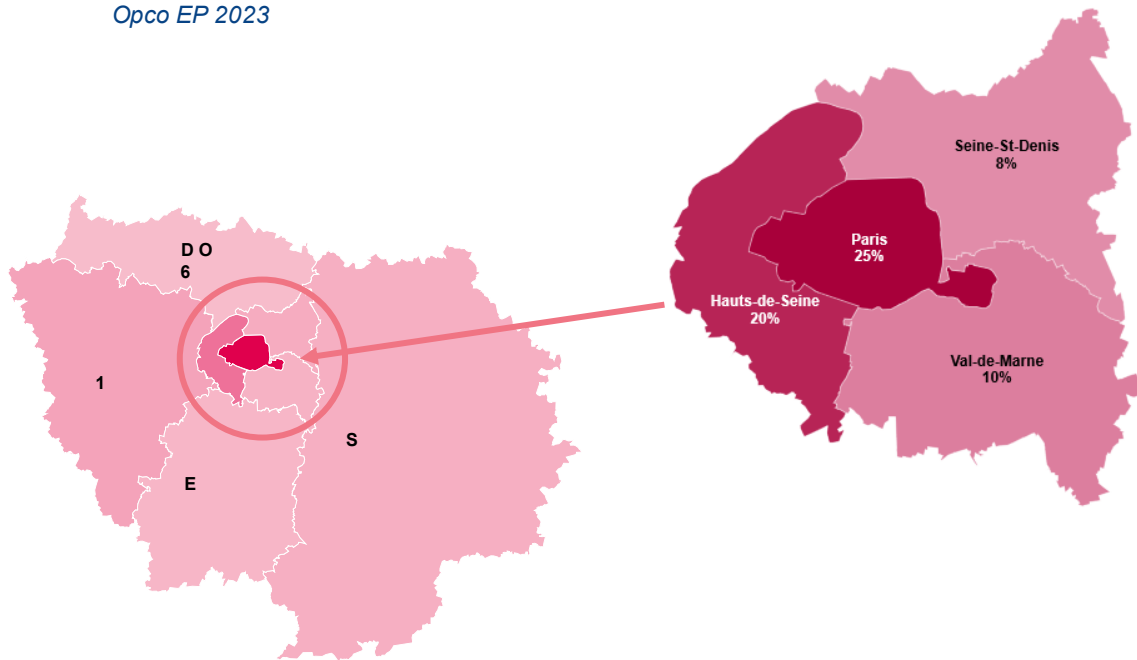 Opco EP 2023
D O
6
1
E
S
Seine-St-Denis
8%
Paris
25%
Hauts-de-Seine
20%
Val-de-Marne
10%